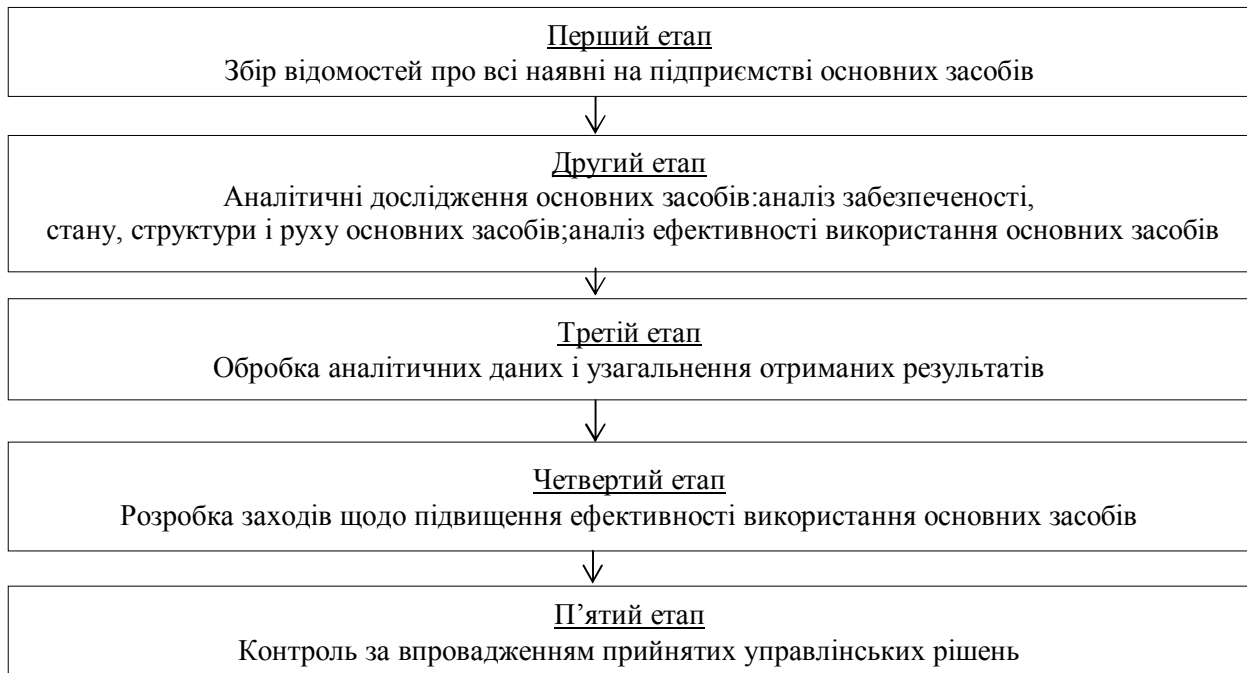 Перший етап
Збір відомостей про всі наявні на підприємстві основних засобів
Другий етап
Аналітичні дослідження основних засобів:аналіз забезпеченості,
стану, структури і руху основних засобів;аналіз ефективності використання основних засобів
Третій етап
Обробка аналітичних даних і узагальнення отриманих результатів
Четвертий етап
Розробка заходів щодо підвищення ефективності використання основних засобів
П’ятий етап
Контроль за впровадженням прийнятих управлінських рішень